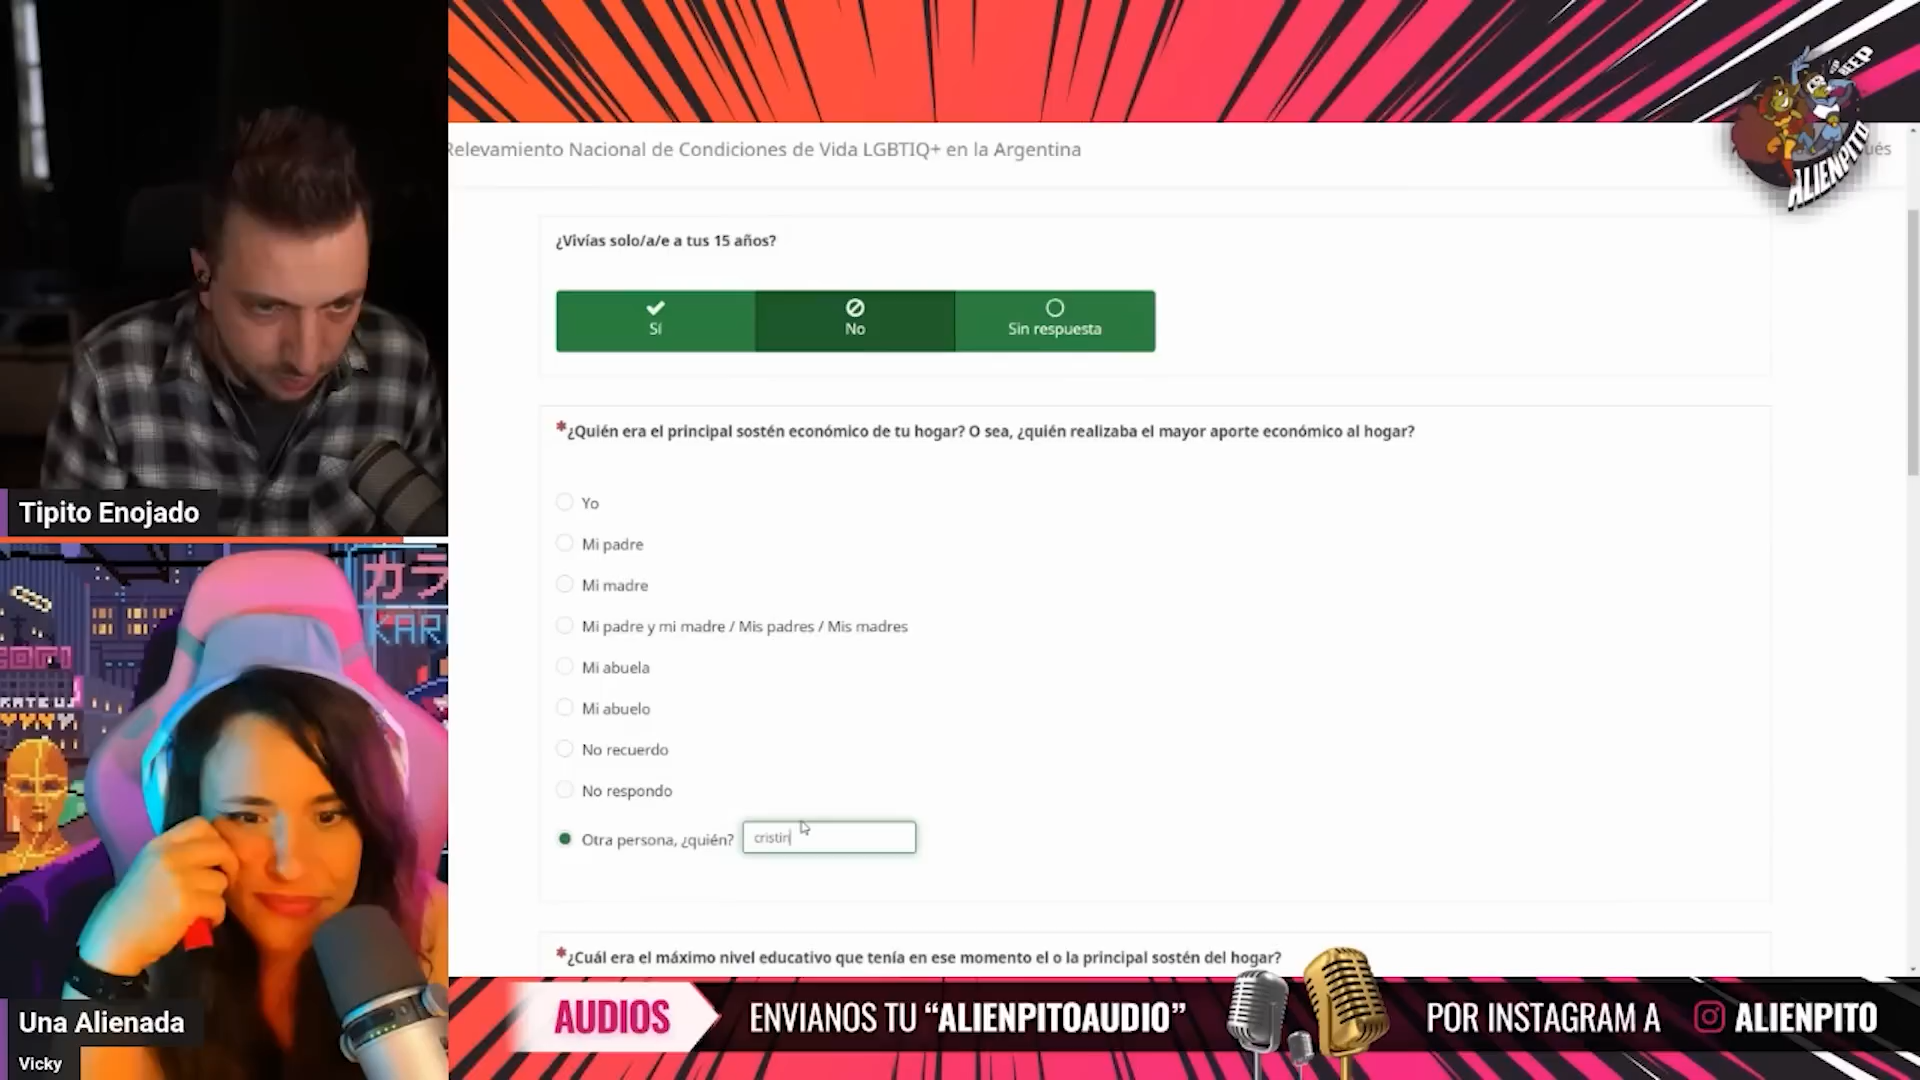 Relevamiento Nacional de Condiciones de Vida LGBTIQ+ en la Argentina
BEEP
ALIENPITO
¿Vivías solo/a/e a tus 15 años?
Sí
No
Sin respuesta
*¿Quién era el principal sostén económico de tu hogar? O sea, ¿quién realizaba el mayor aporte económico al hogar?
Yo
Mi padre
Mi madre
Mi padre y mi madre / Mis padres / Mis madres
Mi abuela
Mi abuelo
No recuerdo
No respondo
Otra persona, ¿quién?
cristin
*¿Cuál era el máximo nivel educativo que tenía en ese momento el o la principal sostén del hogar?
Tipito Enojado
カラ
KAR
Una Alienada
Vicky
AUDIOS
ENVIANOS TU “ALIENPITOAUDIO”
POR INSTAGRAM A
ALIENPITO